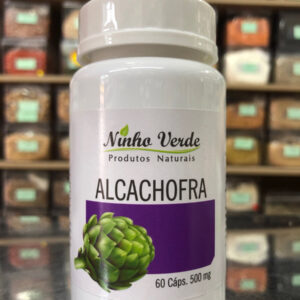 Ninho Verde
Produtos Naturais
ALCACHOFRA
60 Cáps. 500 mg